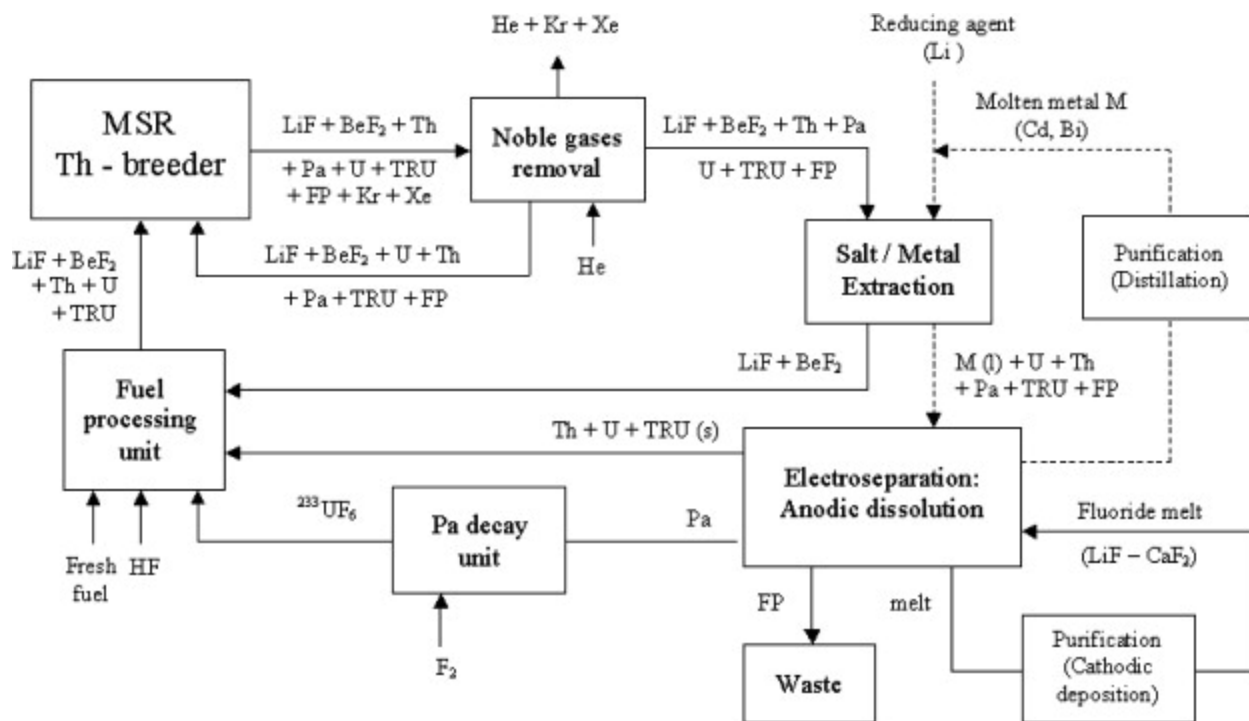 He + Kr + Xe
Reducing agent
(Li )
Molten metal M
(Cd, Bi)
MSR
Th - breeder
LiF + BeF₂ + Th
+ Pa + U + TRU
+ FP + Kr + Xe
Noble gases
removal
LiF + BeF₂ + Th + Pa
U + TRU + FP
LiF + BeF₂ + U + Th
+ Pa + TRU + FP
He
Salt / Metal
Extraction
Purification
(Distillation)
LiF + BeF₂
+ Th + U
+ TRU
LiF + BeF₂
M (l) + U + Th
+ Pa + TRU + FP
Fuel
processing
unit
Th + U + TRU (s)
Electroseparation:
Anodic dissolution
²³³UF₆
Pa decay
unit
Pa
Fluoride melt
(LiF – CaF₂)
Fresh
fuel
HF
F₂
FP
melt
Waste
Purification
(Cathodic
deposition)